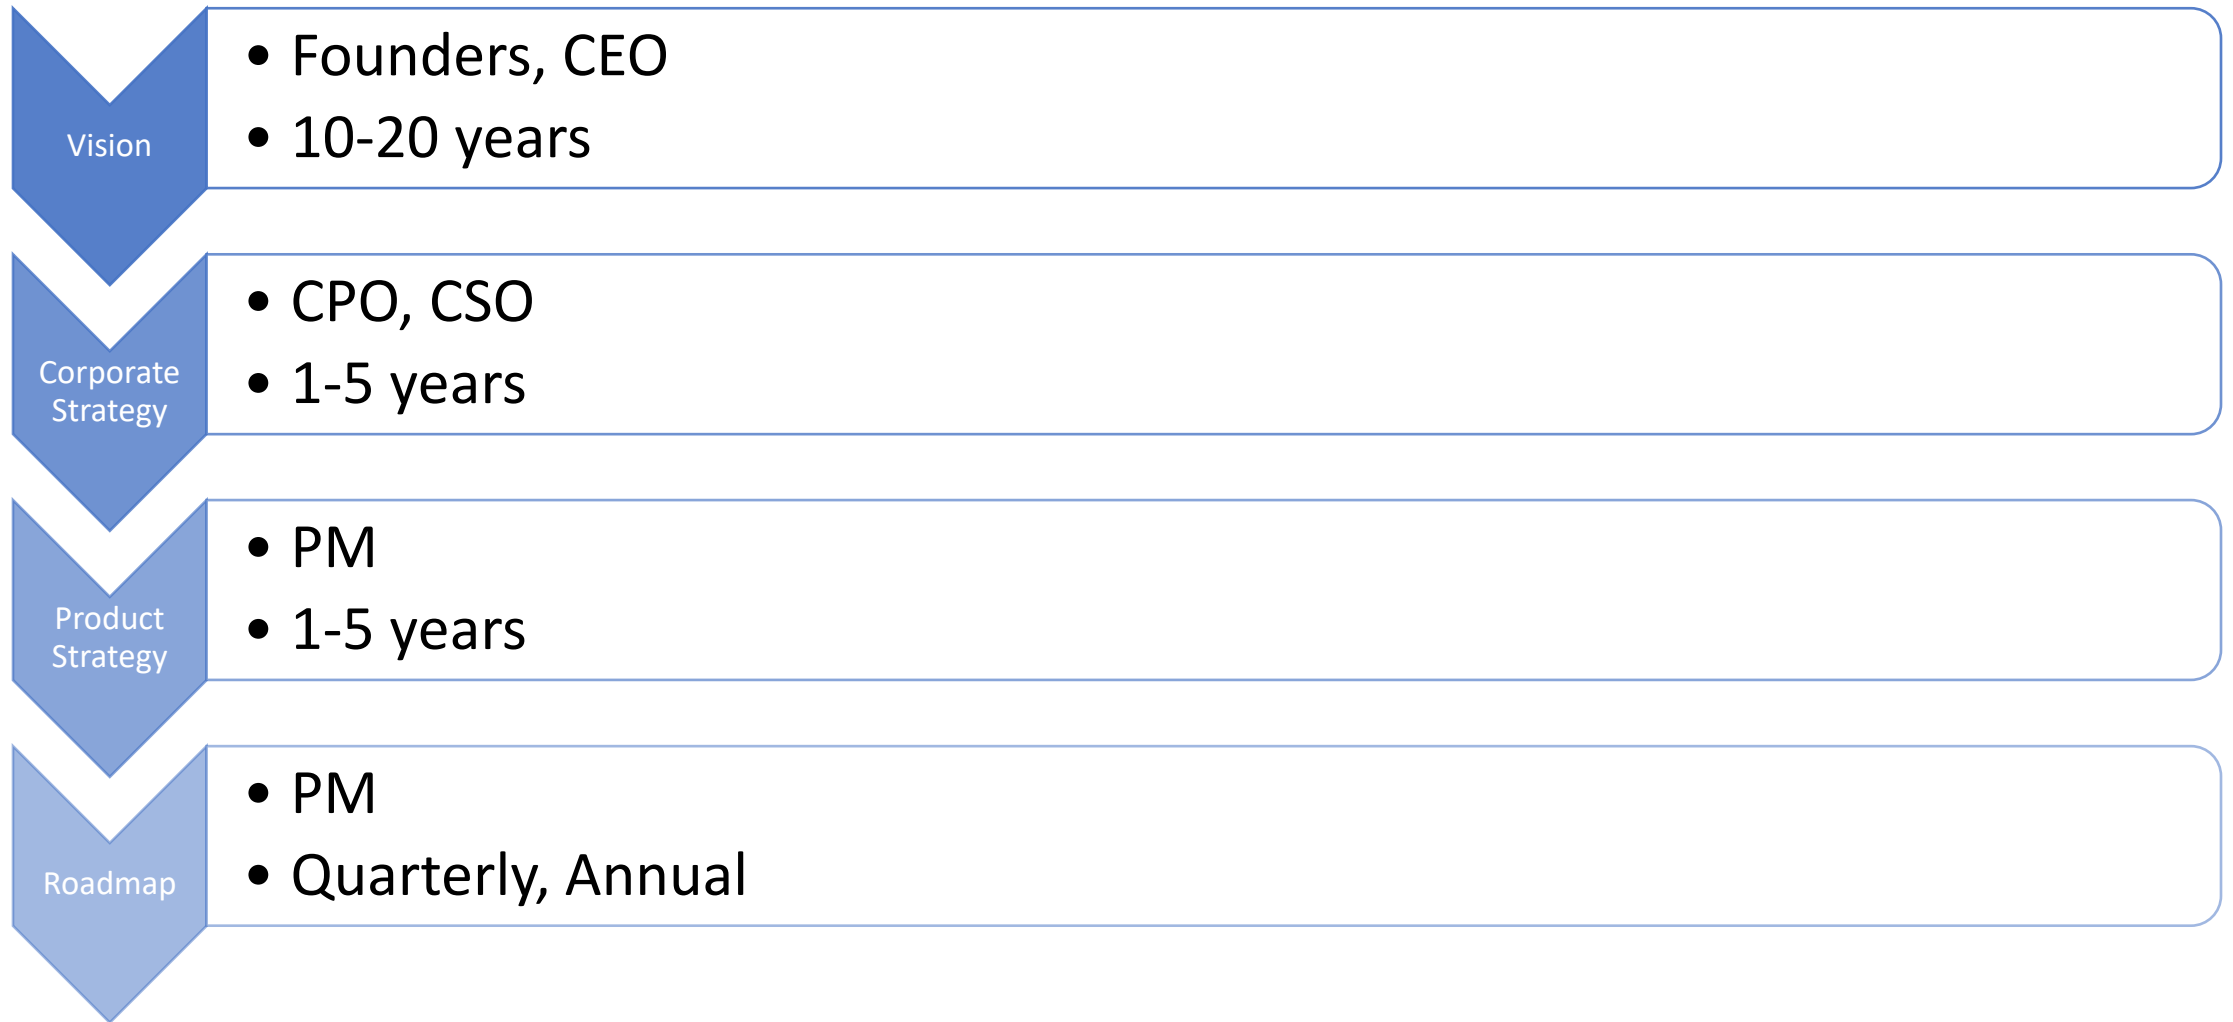 Vision
• Founders, CEO
• 10-20 years
Corporate
Strategy
• CPO, CSO
• 1-5 years
Product
Strategy
• PM
• 1-5 years
Roadmap
• PM
• Quarterly, Annual